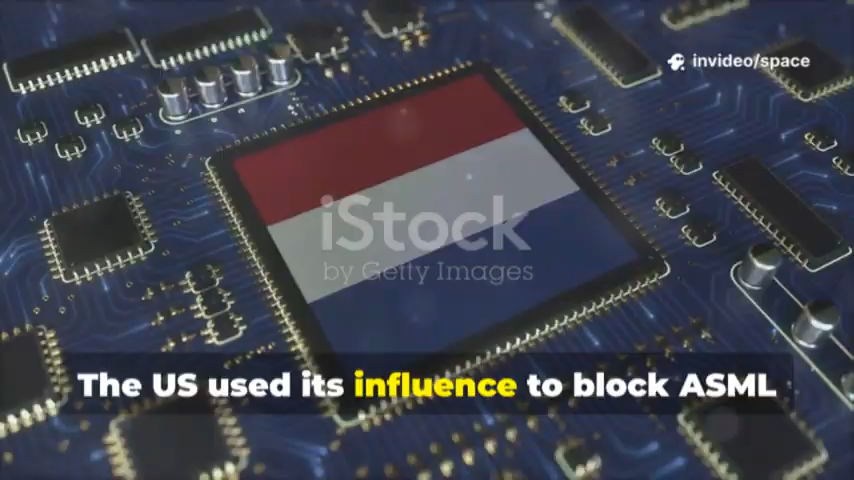 invideo/space
iStock
by Getty Images
The US used its influence to block ASML